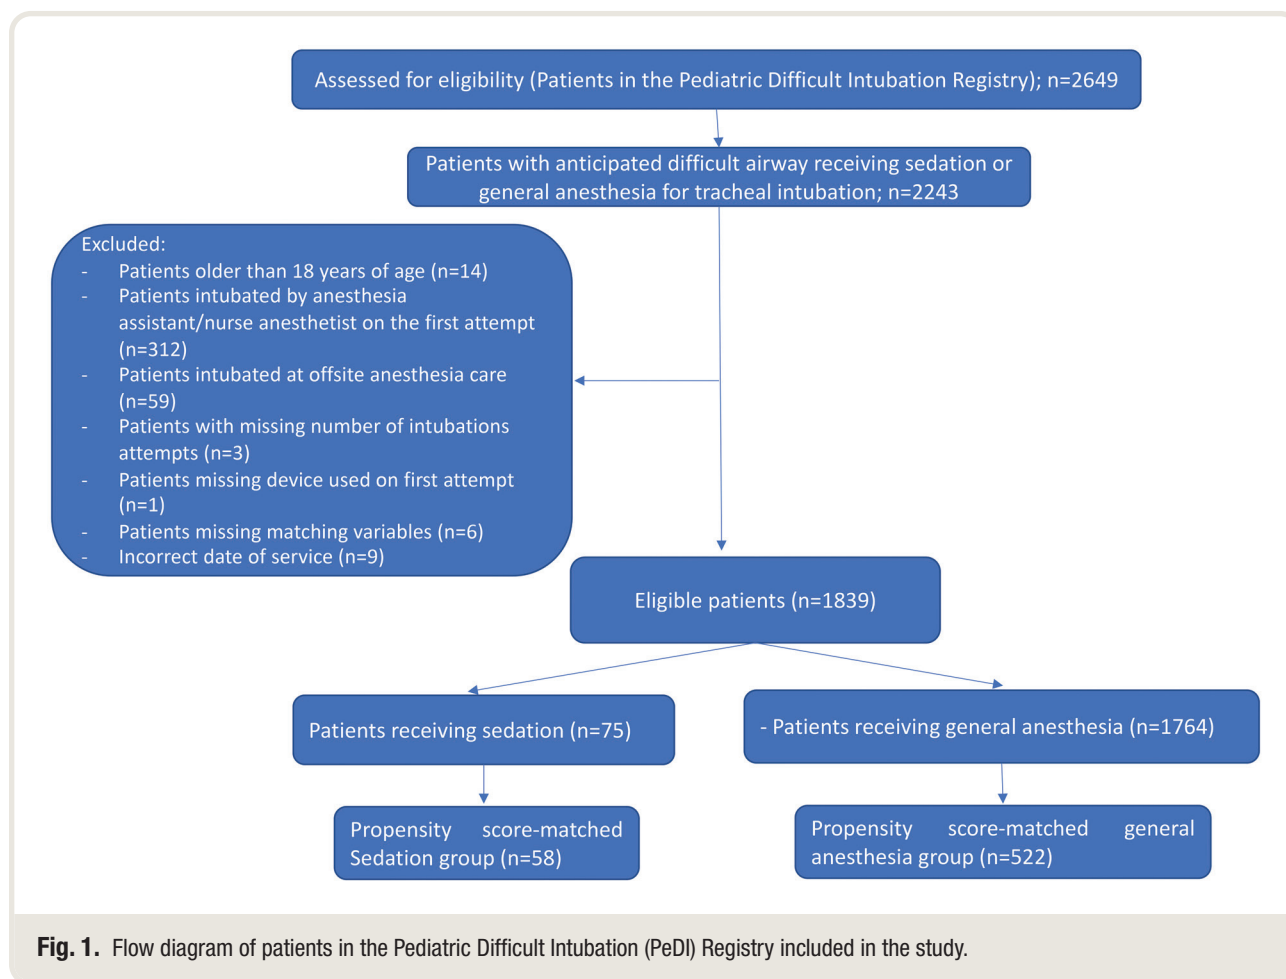 Assessed for eligibility (Patients in the Pediatric Difficult Intubation Registry); n=2649
Patients with anticipated difficult airway receiving sedation or
general anesthesia for tracheal intubation; n=2243
Excluded:
- Patients older than 18 years of age (n=14)
- Patients intubated by anesthesia
assistant/nurse anesthetist on the first attempt
(n=312)
- Patients intubated at offsite anesthesia care
(n=59)
- Patients with missing number of intubations
attempts (n=3)
- Patients missing device used on first attempt
(n=1)
- Patients missing matching variables (n=6)
- Incorrect date of service (n=9)
Eligible patients (n=1839)
Patients receiving sedation (n=75)
- Patients receiving general anesthesia (n=1764)
Propensity score-matched
Sedation group (n=58)
Propensity score-matched general
anesthesia group (n=522)
Fig. 1. Flow diagram of patients in the Pediatric Difficult Intubation (PeDI) Registry included in the study.